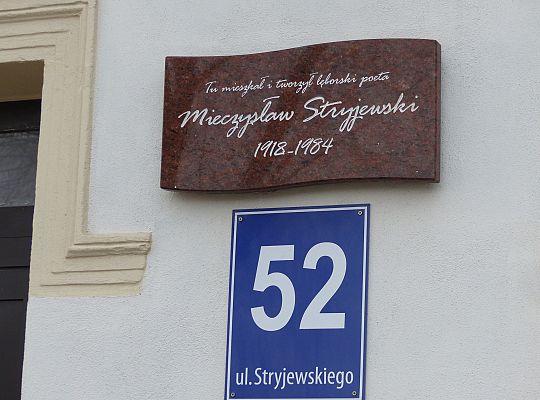 Tu mieszkał i tworzył lęborski poeta
Mieczysław Stryjewski
1918-1984
52
ul. Stryjewskiego